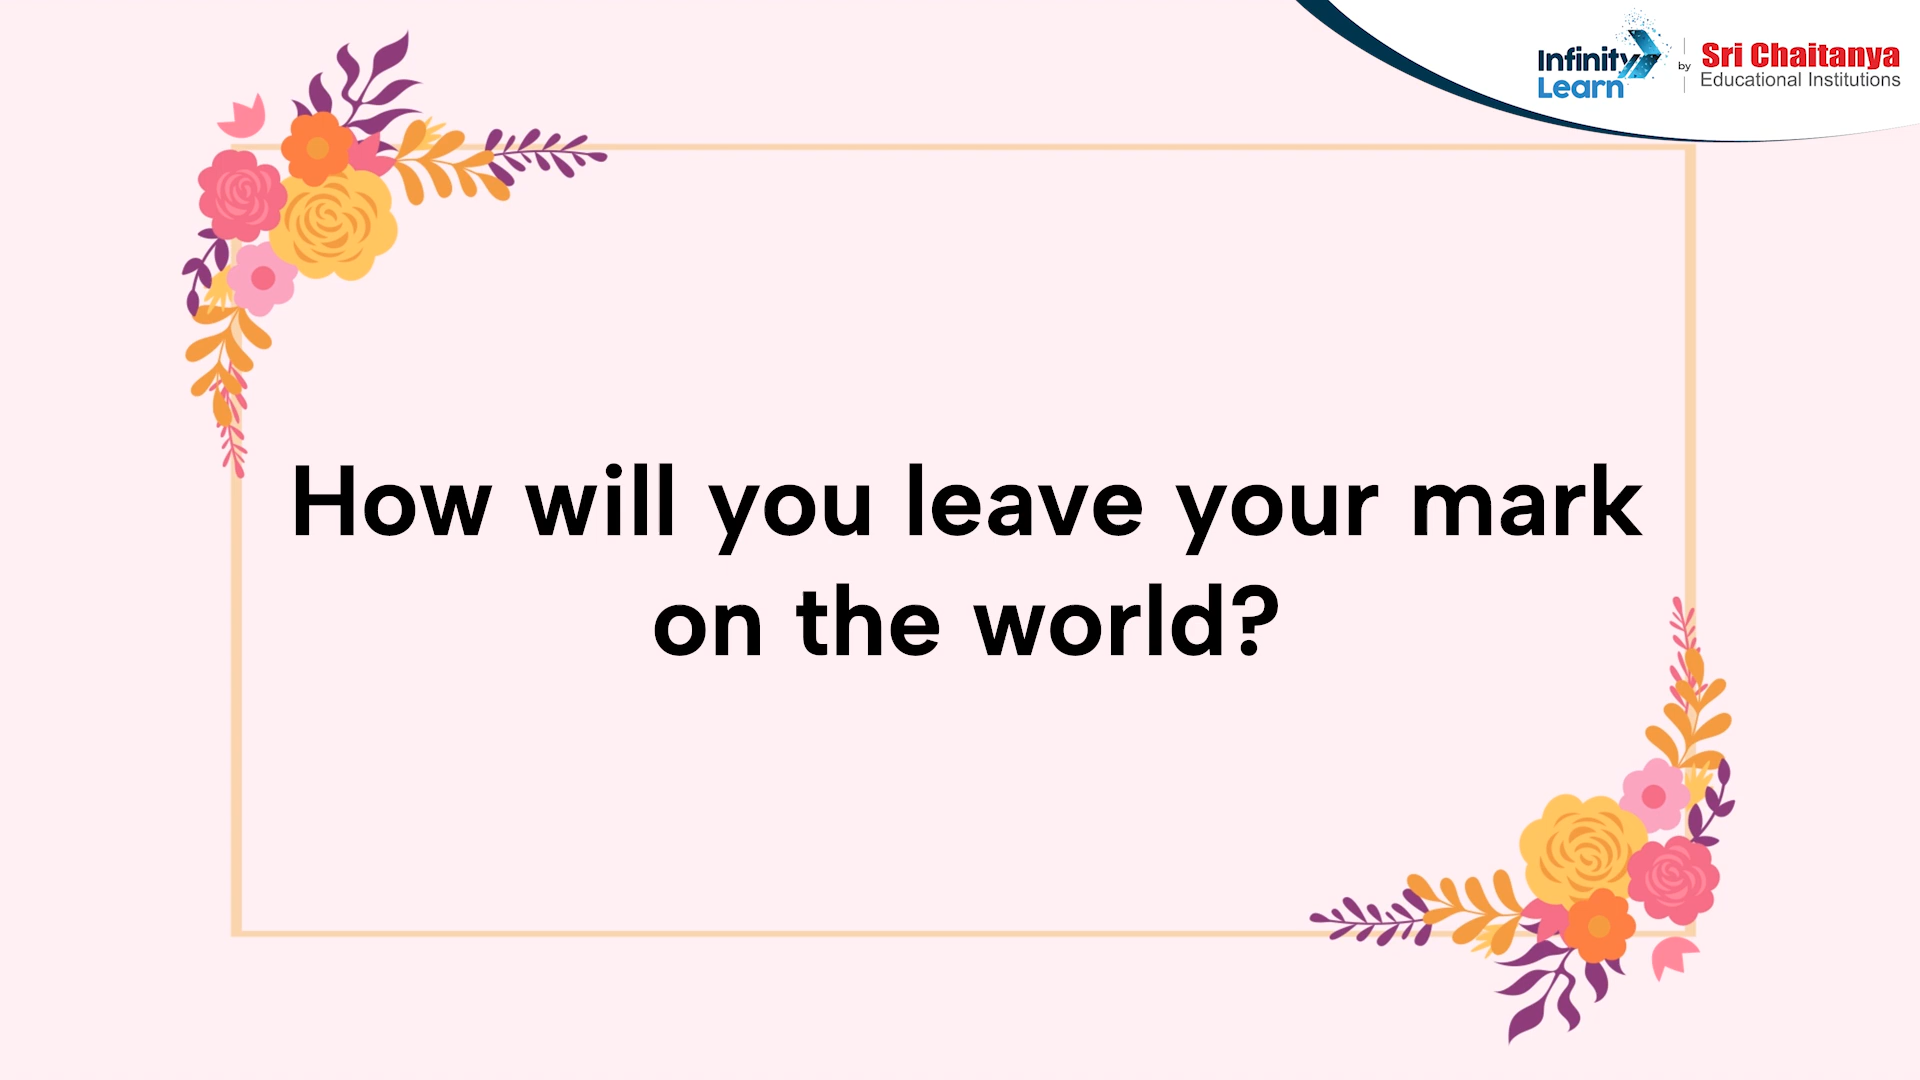 Infinity
Learn
by
Sri Chaitanya
Educational Institutions
How will you leave your mark
on the world?